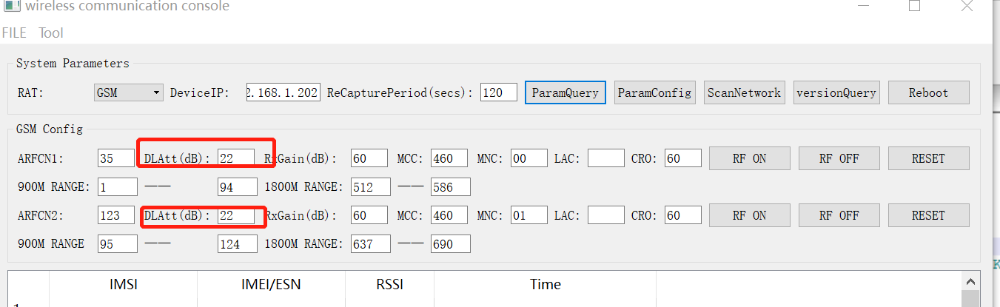 wireless communication console
FILE Tool
System Parameters
RAT: GSM DeviceIP: 2.168.1.202 ReCapturePeriod(secs): 120 ParamQuery ParamConfig ScanNetwork versionQuery Reboot
GSM Config
ARFCN1: 35 DLAtt(dB): 22 RxGain(dB): 60 MCC: 460 MNC: 00 LAC: CRO: 60 RF ON RF OFF RESET
900M RANGE: 1 —— 94 1800M RANGE: 512 —— 586
ARFCN2: 123 DLAtt(dB): 22 RxGain(dB): 60 MCC: 460 MNC: 01 LAC: CRO: 60 RF ON RF OFF RESET
900M RANGE 95 —— 124 1800M RANGE: 637 —— 690
IMSI IMEI/ESN RSSI Time